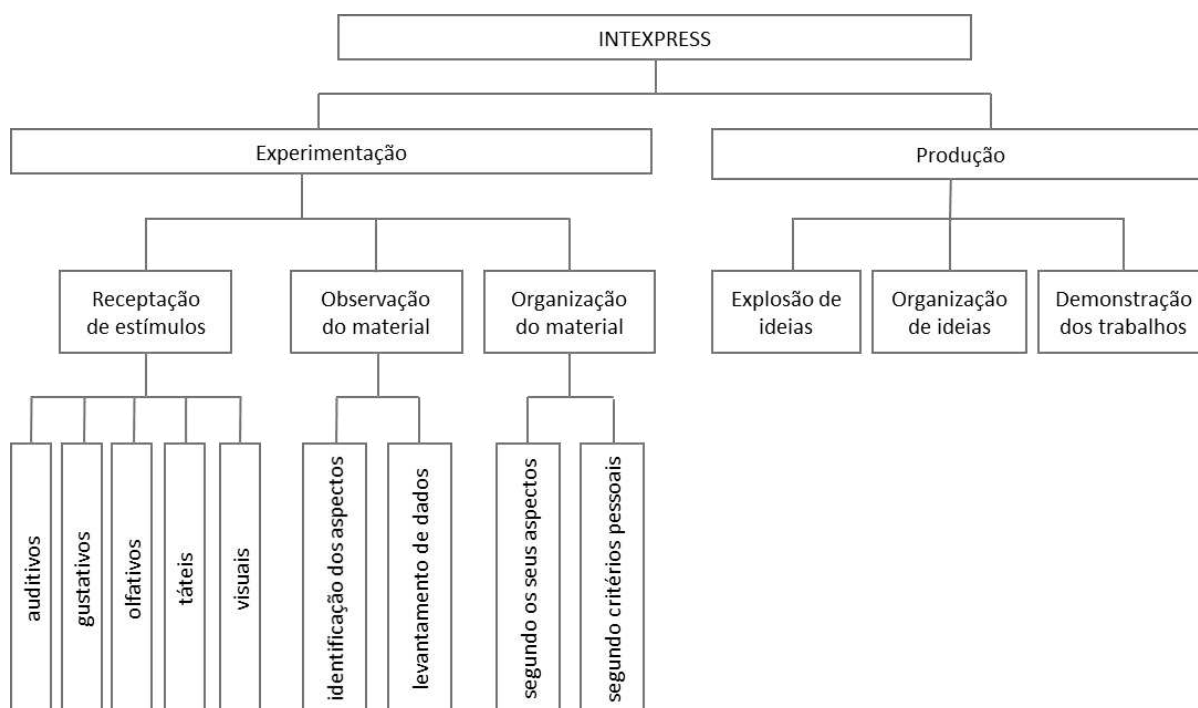 INTEXPRESS
Experimentação
Produção
Receptação
de estímulos
Observação
do material
Organização
do material
Explosão de
ideias
Organização
de ideias
Demonstração
dos trabalhos
auditivos
gustativos
olfativos
táteis
visuais
identificação dos aspectos
levantamento de dados
segundo os seus aspectos
segundo critérios pessoais